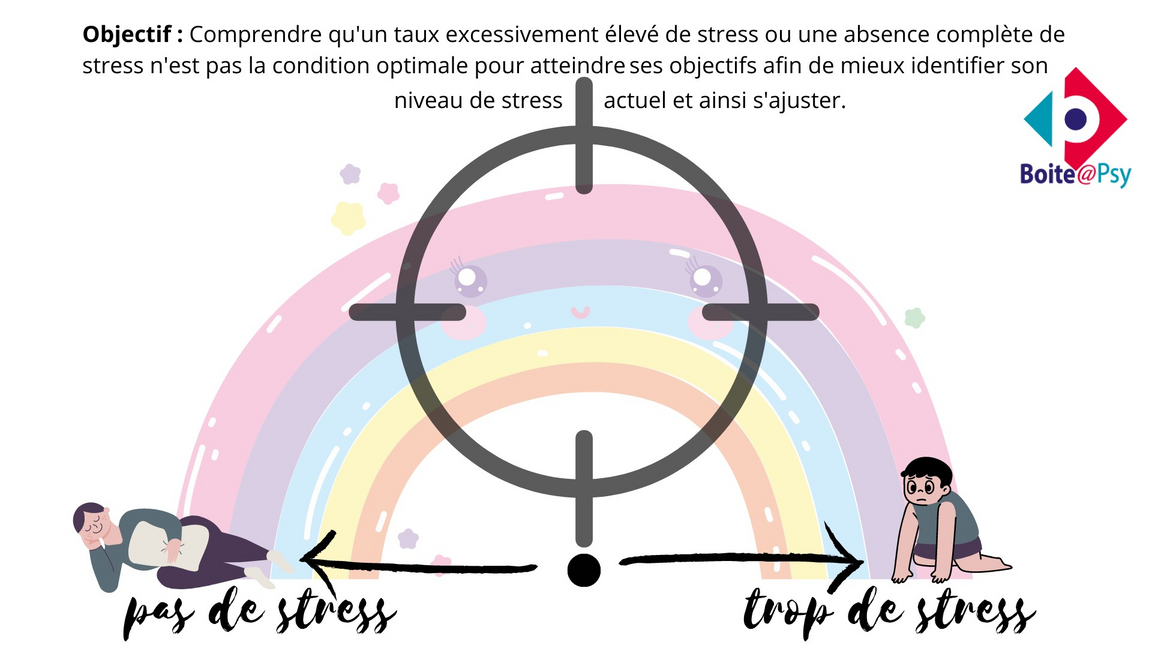 Objectif : Comprendre qu'un taux excessivement élevé de stress ou une absence complète de
stress n'est pas la condition optimale pour atteindre ses objectifs afin de mieux identifier son
niveau de stress actuel et ainsi s'ajuster.
Boite@Psy
pas de stress
trop de stress